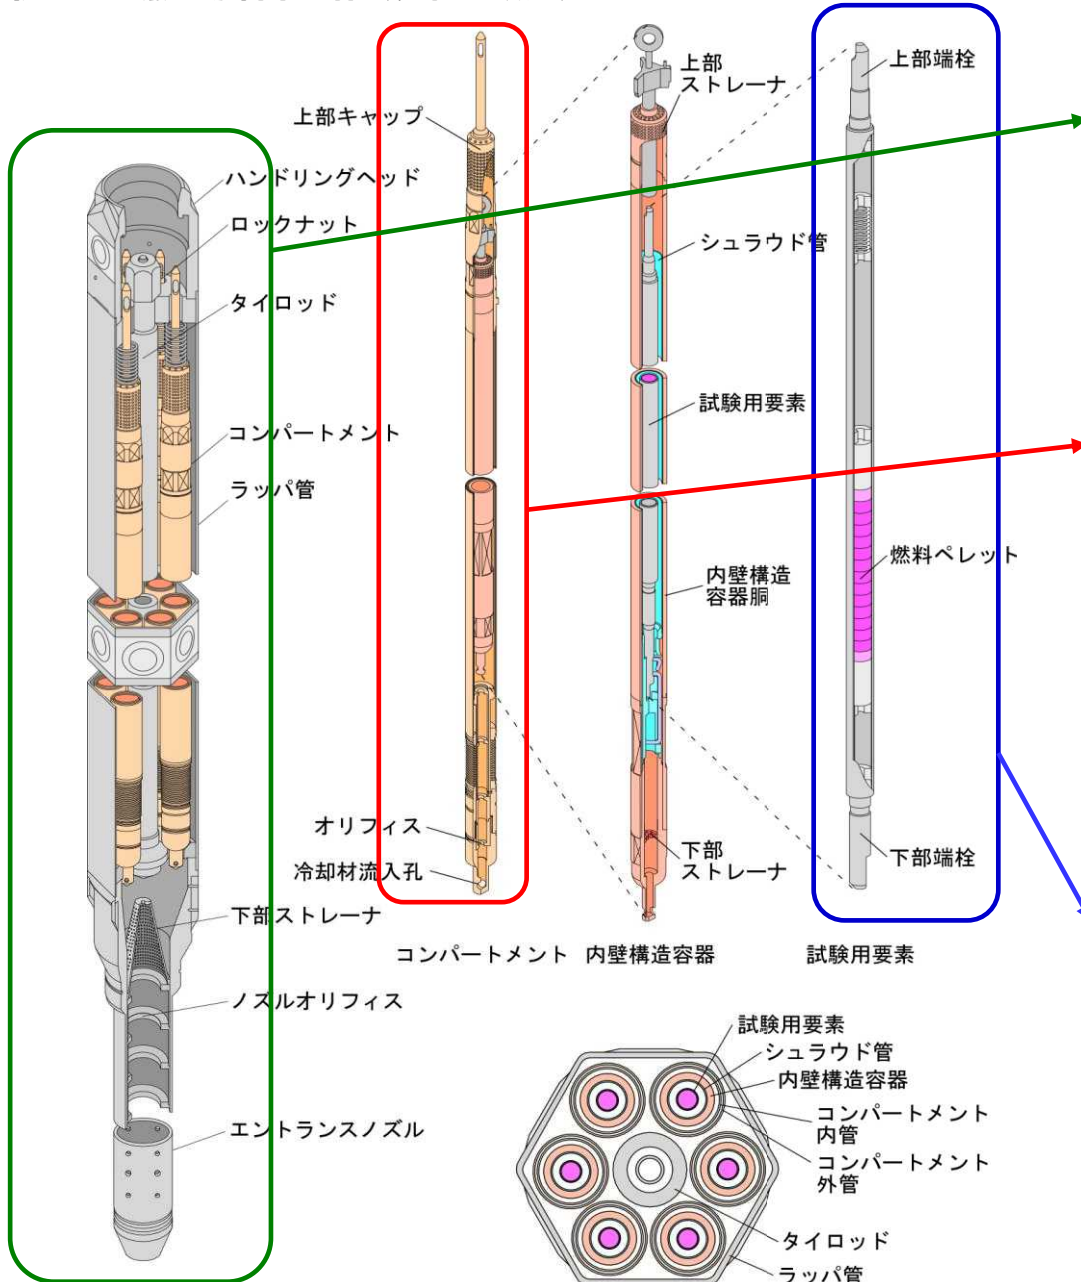 上部キャップ
ハンドリングヘッド
ロックナット
タイロッド
コンパートメント
ラッパ管
下部ストレーナ
ノズルオリフィス
エントランスノズル
オリフィス
冷却材流入孔
コンパートメント
上部
ストレーナ
シュラウド管
試験用要素
内壁構造
容器胴
下部
ストレーナ
内壁構造容器
上部端栓
燃料ペレット
下部端栓
試験用要素
試験用要素
シュラウド管
内壁構造容器
コンパートメント
内管
コンパートメント
外管
タイロッド
ラッパ管